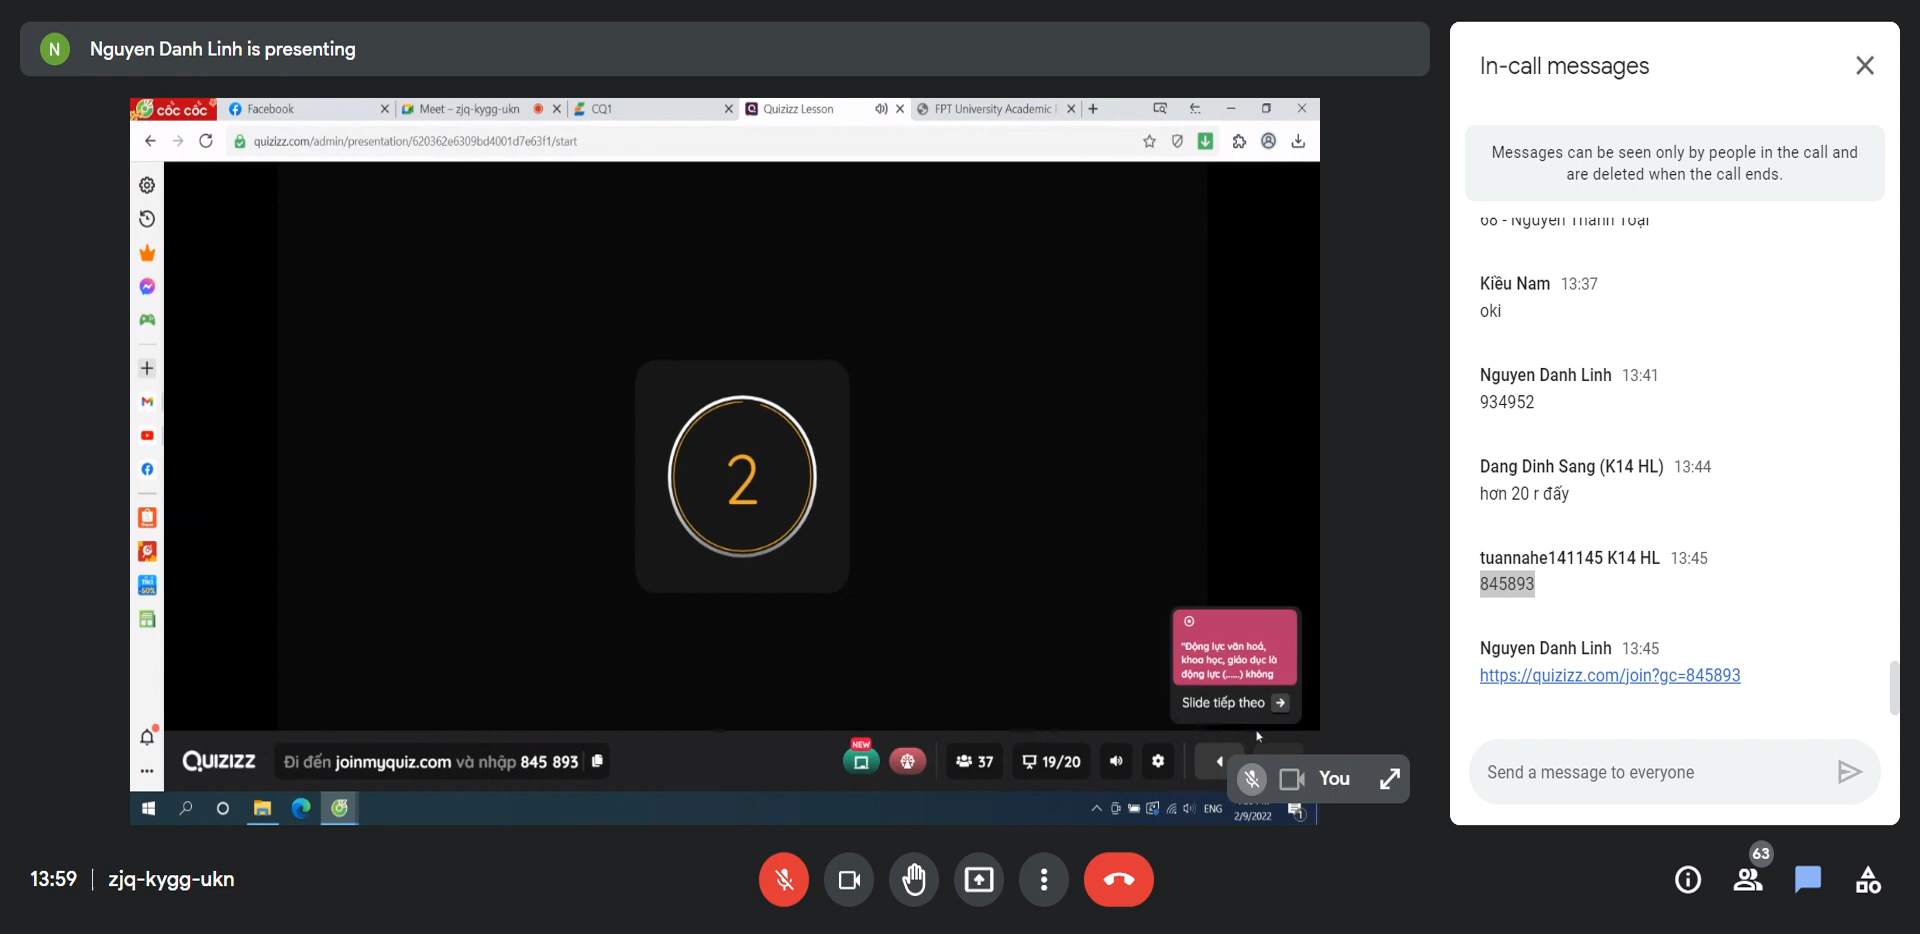 N
Nguyen Danh Linh is presenting
cốc cốc
Facebook
Meet – zjq-kygg-ukn
CQ1
Quizizz Lesson
FPT University Academic
quizizz.com/admin/presentation/620362e6309bd4001d7e63f1/start
2
"Động lực văn hoá,
khoa học, giáo dục là
động lực (......) không
Slide tiếp theo
QUIZIZZ
Đi đến joinmyquiz.com và nhập 845 893
NEW
37
19/20
You
ENG
2/9/2022
1
In-call messages
Messages can be seen only by people in the call and
are deleted when the call ends.
68 - Nguyen Thanh Toại
Kiều Nam 13:37
oki
Nguyen Danh Linh 13:41
934952
Dang Dinh Sang (K14 HL) 13:44
hơn 20 r đấy
tuannahe141145 K14 HL 13:45
845893
Nguyen Danh Linh 13:45
https://quizizz.com/join?gc=845893
Send a message to everyone
13:59 | zjq-kygg-ukn
63